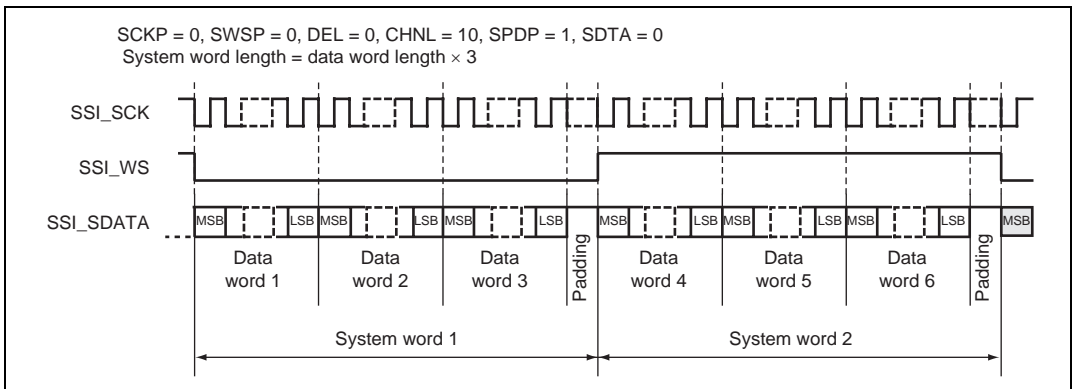 SCKP = 0, SWSP = 0, DEL = 0, CHNL = 10, SPDP = 1, SDTA = 0
System word length = data word length × 3
SSI_SCK
SSI_WS
SSI_SDATA
MSB LSB MSB LSB MSB LSB MSB LSB MSB LSB MSB LSB MSB
Data word 1
Data word 2
Data word 3
Padding
Data word 4
Data word 5
Data word 6
Padding
System word 1
System word 2